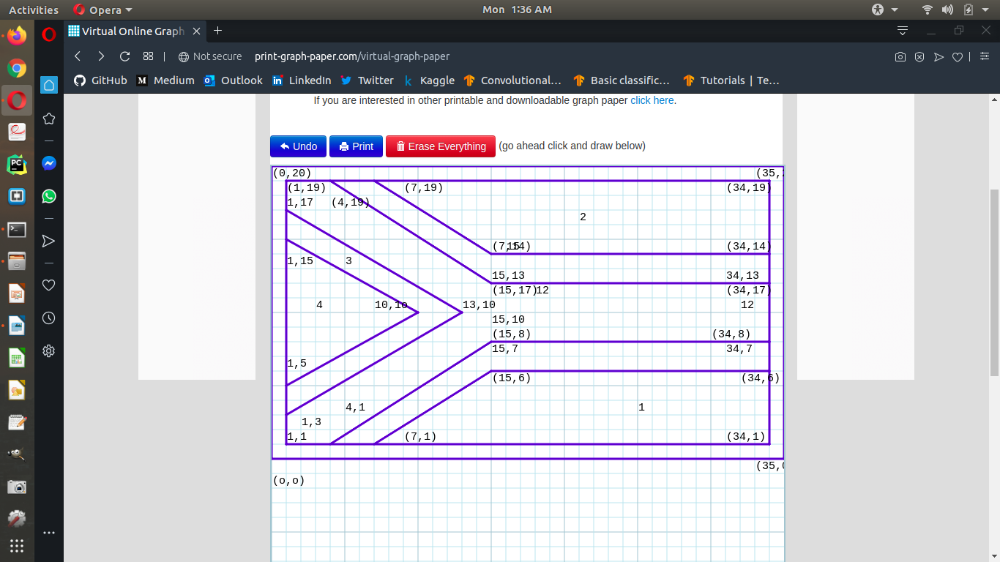 Activities Opera Mon 1:36 AM
Virtual Online Graph
Not secure print-graph-paper.com/virtual-graph-paper
GitHub Medium Outlook LinkedIn Twitter Kaggle Convolutional... Basic classific... Tutorials | Te...
If you are interested in other printable and downloadable graph paper click here.
Undo Print Erase Everything (go ahead click and draw below)
(0,20) (35,
(1,19) (7,19) (34,19)
1,17 (4,19)
2
(7,14) 15 (34,14)
1,15 3
15,13 34,13
(15,17) 12 (34,17)
4 10,1o 13,10 12
15,10
(15,8) (34,8)
15,7 34,7
1,5
(15,6) (34,6)
4,1 1
1,3
1,1 (7,1) (34,1)
(35,0
(o,o)